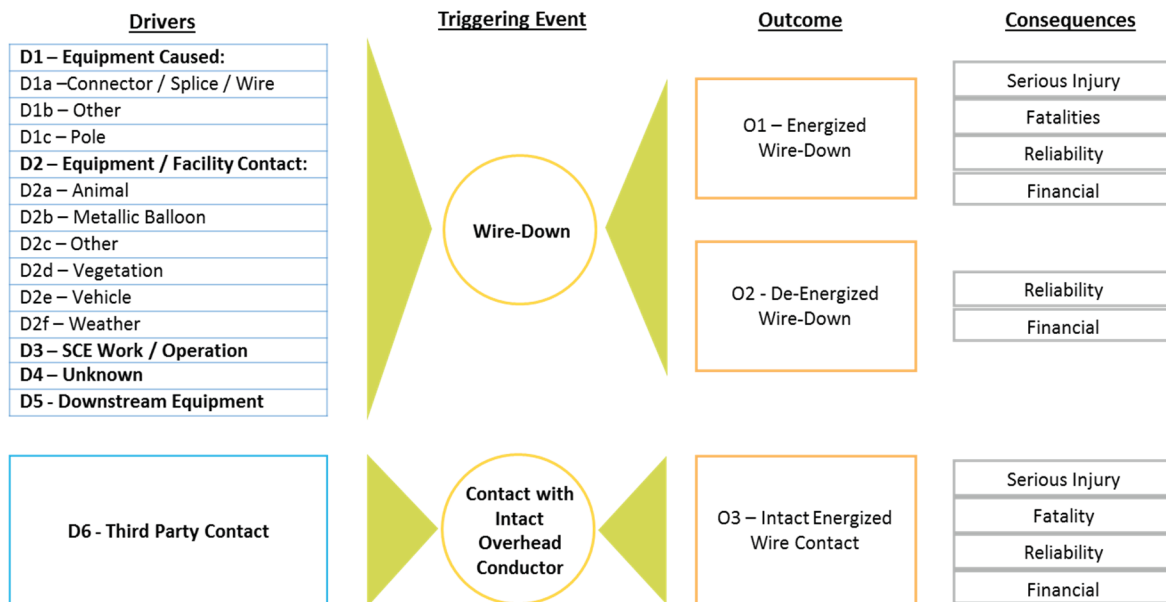 Drivers
Triggering Event
Outcome
Consequences
D1 – Equipment Caused:
D1a –Connector / Splice / Wire
D1b – Other
D1c – Pole
D2 – Equipment / Facility Contact:
D2a – Animal
D2b – Metallic Balloon
D2c – Other
D2d – Vegetation
D2e – Vehicle
D2f – Weather
D3 – SCE Work / Operation
D4 – Unknown
D5 - Downstream Equipment
Wire-Down
O1 – Energized
Wire-Down
Serious Injury
Fatalities
Reliability
Financial
O2 - De-Energized
Wire-Down
Reliability
Financial
D6 - Third Party Contact
Contact with
Intact
Overhead
Conductor
O3 – Intact Energized
Wire Contact
Serious Injury
Fatality
Reliability
Financial